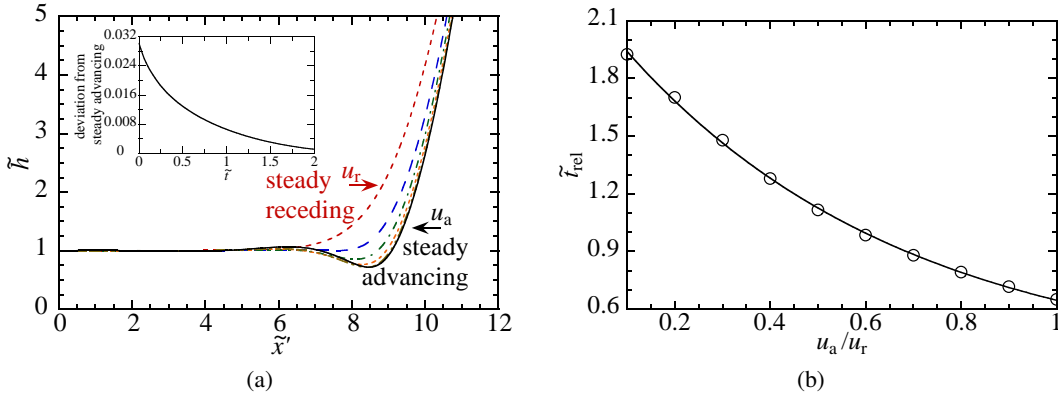 5
4
3
2
1
0
h̃
0.032
0.024
0.016
0.008
0
deviation from
steady advancing
0 0.5 1 1.5 2
t̃
steady
receding
u_r
u_a
steady
advancing
0 2 4 6 8 10 12
x̃'
(a)
2.1
1.8
1.5
1.2
0.9
0.6
t̃_rel
0.2 0.4 0.6 0.8 1
u_a/u_r
(b)